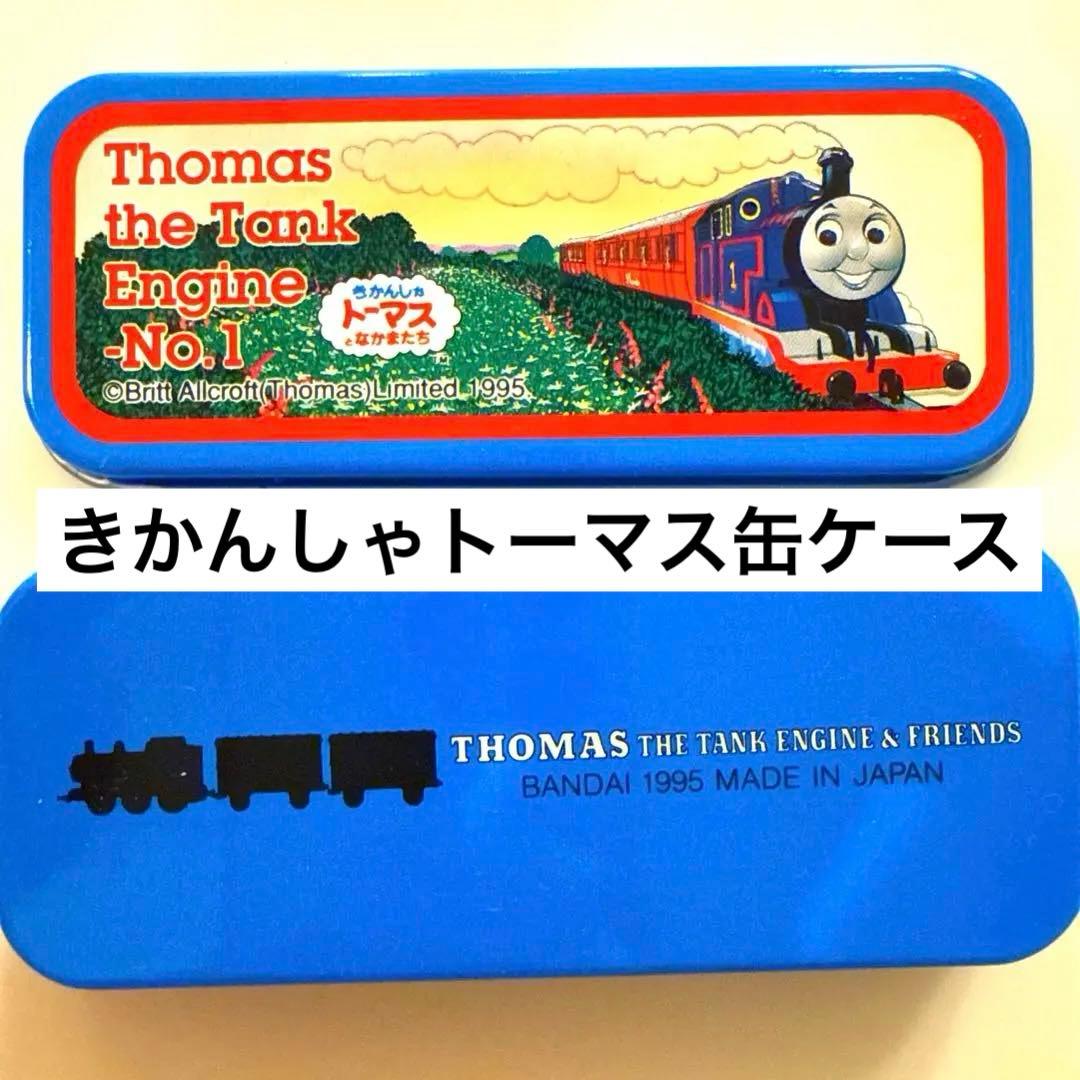 Thomas
the Tank
Engine
-No.1
きかんしゃ
トーマス
となかまたち
TM
©Britt Allcroft(Thomas)Limited 1995.
きかんしゃトーマス缶ケース
THOMAS THE TANK ENGINE & FRIENDS
BANDAI 1995 MADE IN JAPAN
1